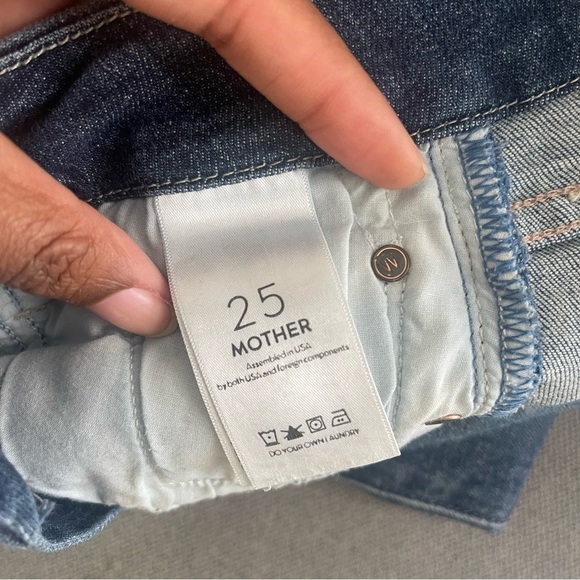 25
MOTHER
Assembled in USA
by both USA and foreign components
DO YOUR OWN LAUNDRY